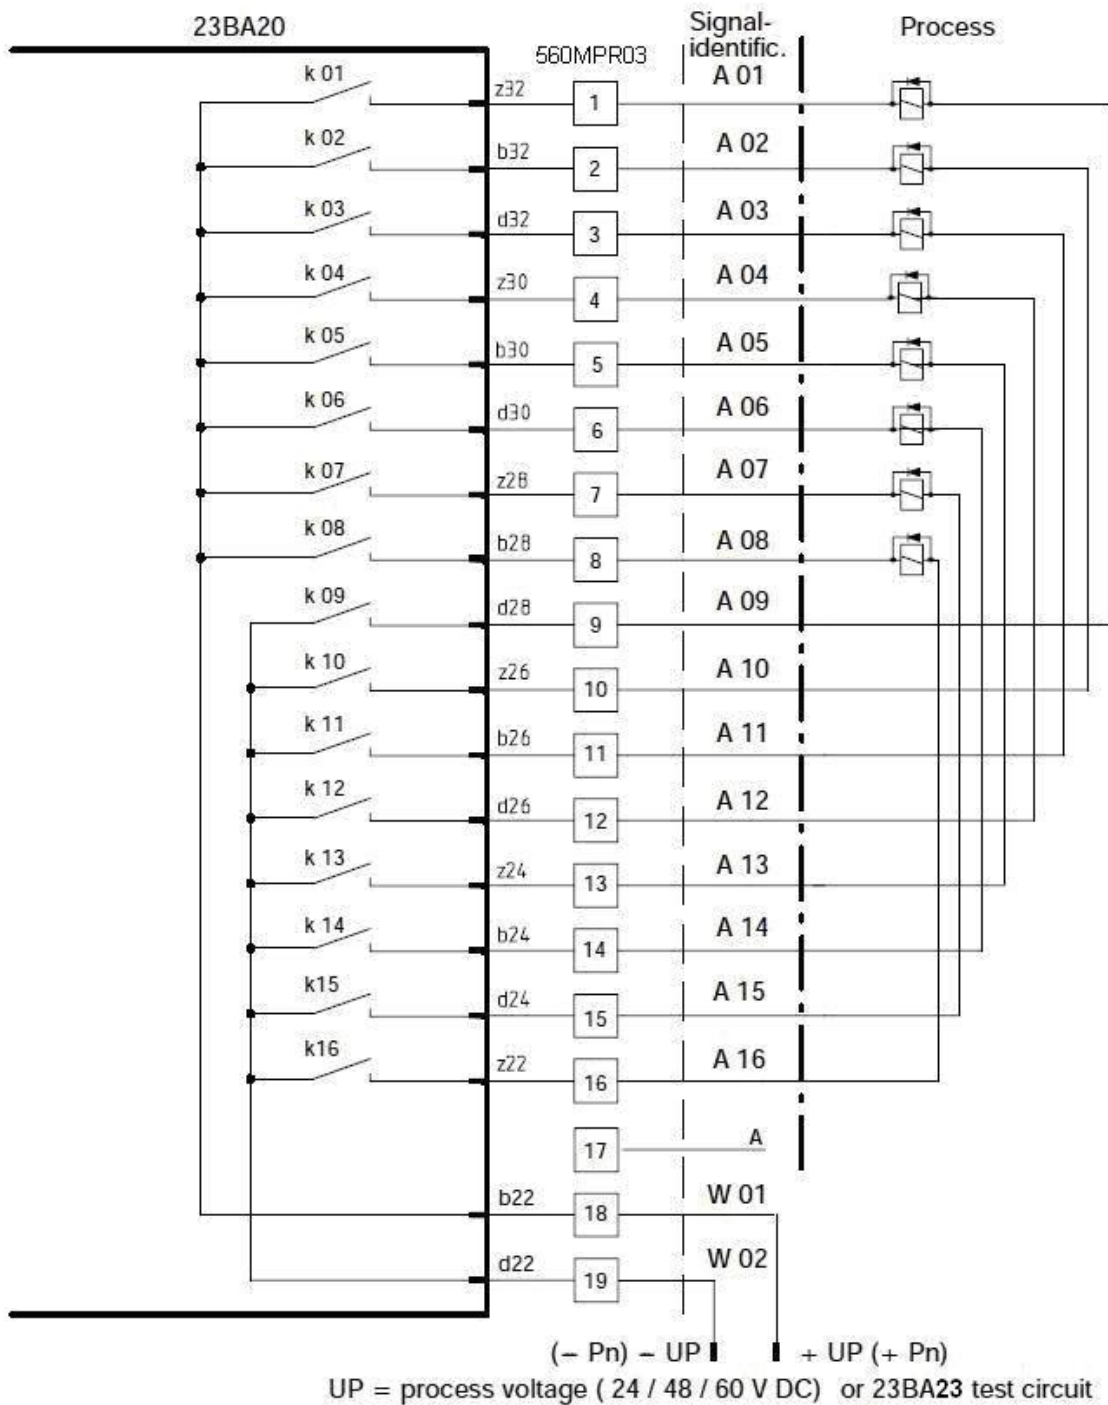 23BA20
560MPR03
Signal-
identific.
Process
k 01
z32
1
A 01
k 02
b32
2
A 02
k 03
d32
3
A 03
k 04
z30
4
A 04
k 05
b30
5
A 05
k 06
d30
6
A 06
k 07
z28
7
A 07
k 08
b28
8
A 08
k 09
d28
9
A 09
k 10
z26
10
A 10
k 11
b26
11
A 11
k 12
d26
12
A 12
k 13
z24
13
A 13
k 14
b24
14
A 14
k15
d24
15
A 15
k16
z22
16
A 16
17
A
b22
18
W 01
d22
19
W 02
(– Pn) – UP
+ UP (+ Pn)
UP = process voltage ( 24 / 48 / 60 V DC) or 23BA23 test circuit